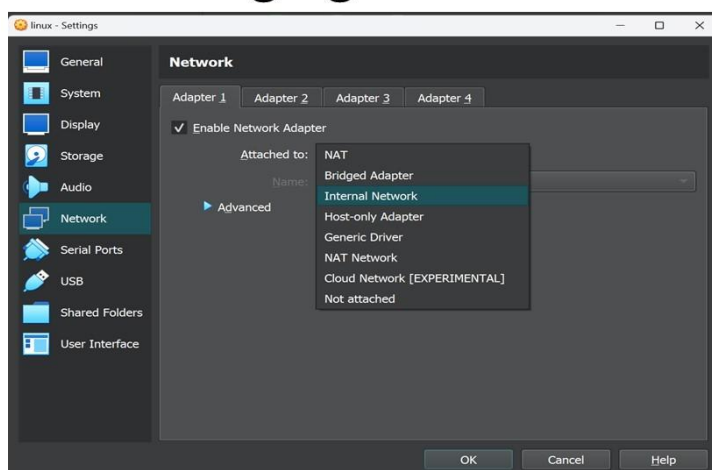 linux - Settings
General
System
Display
Storage
Audio
Network
Serial Ports
USB
Shared Folders
User Interface
Network
Adapter 1
Adapter 2
Adapter 3
Adapter 4
Enable Network Adapter
Attached to:
NAT
Bridged Adapter
Internal Network
Host-only Adapter
Generic Driver
NAT Network
Cloud Network [EXPERIMENTAL]
Not attached
Name:
Advanced
OK
Cancel
Help